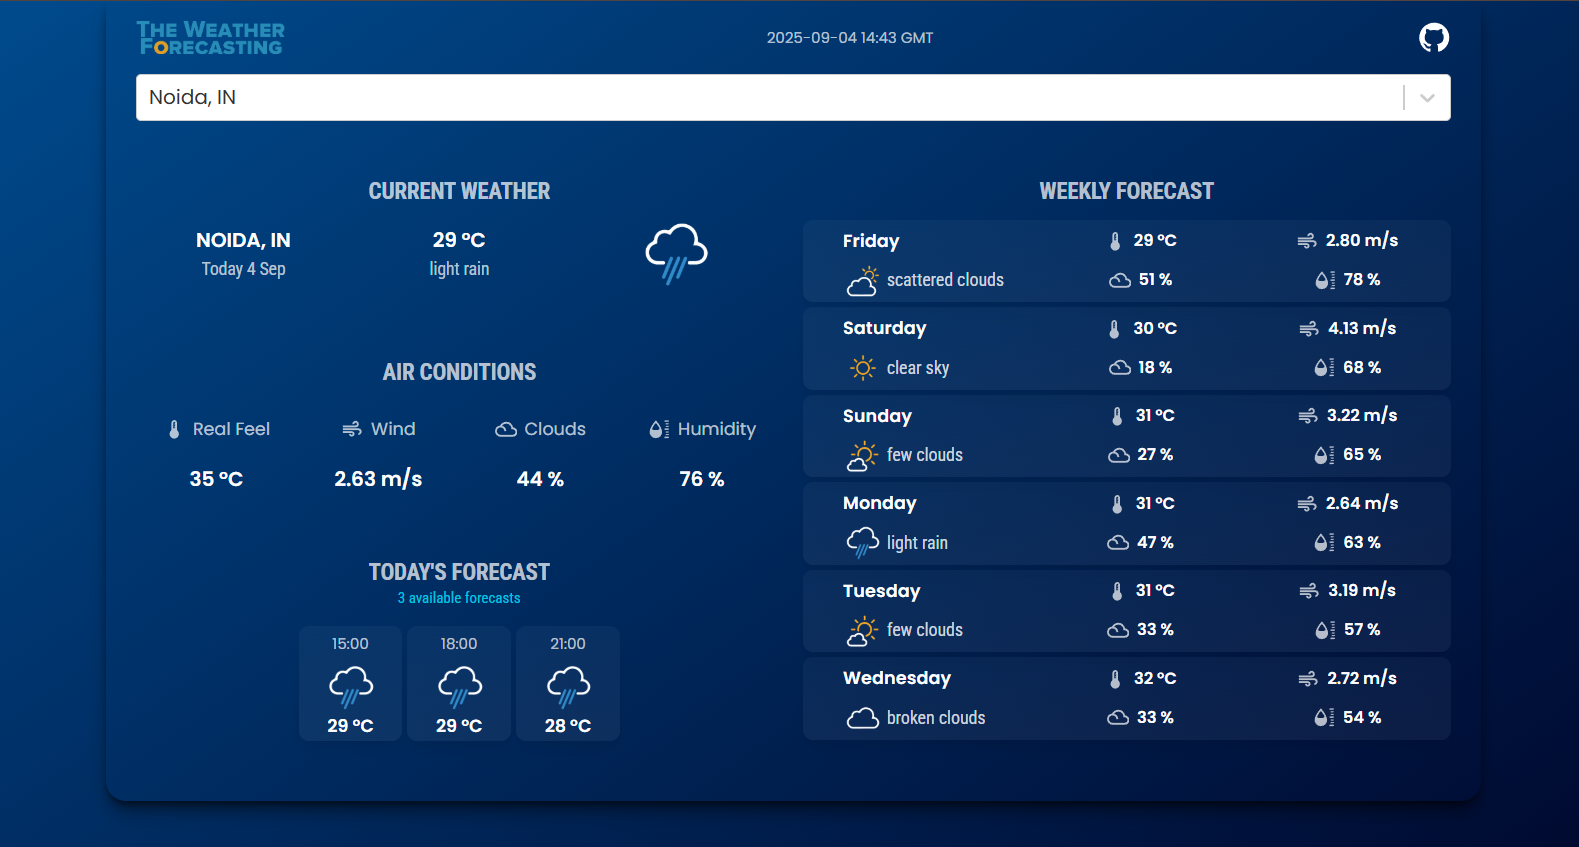 THE WEATHER
FORECASTING
2025-09-04 14:43 GMT
Noida, IN
CURRENT WEATHER
NOIDA, IN
Today 4 Sep
29 °C
light rain
AIR CONDITIONS
Real Feel
Wind
Clouds
Humidity
35 °C
2.63 m/s
44 %
76 %
TODAY'S FORECAST
3 available forecasts
15:00
18:00
21:00
29 °C
29 °C
28 °C
WEEKLY FORECAST
Friday
29 °C
2.80 m/s
scattered clouds
51 %
78 %
Saturday
30 °C
4.13 m/s
clear sky
18 %
68 %
Sunday
31 °C
3.22 m/s
few clouds
27 %
65 %
Monday
31 °C
2.64 m/s
light rain
47 %
63 %
Tuesday
31 °C
3.19 m/s
few clouds
33 %
57 %
Wednesday
32 °C
2.72 m/s
broken clouds
33 %
54 %